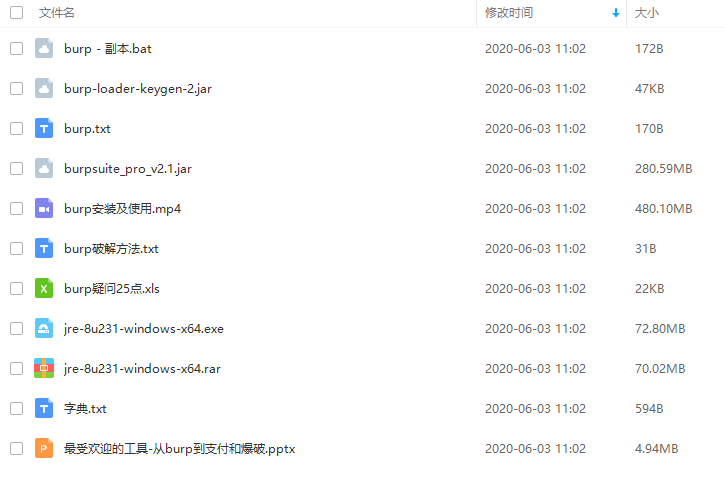 文件名 修改时间 大小
burp - 副本.bat 2020-06-03 11:02 172B
burp-loader-keygen-2.jar 2020-06-03 11:02 47KB
burp.txt 2020-06-03 11:02 170B
burpsuite_pro_v2.1.jar 2020-06-03 11:02 280.59MB
burp安装及使用.mp4 2020-06-03 11:02 480.10MB
burp破解方法.txt 2020-06-03 11:02 31B
burp疑问25点.xls 2020-06-03 11:02 22KB
jre-8u231-windows-x64.exe 2020-06-03 11:02 72.80MB
jre-8u231-windows-x64.rar 2020-06-03 11:02 70.02MB
字典.txt 2020-06-03 11:02 594B
最受欢迎的工具-从burp到支付和爆破.pptx 2020-06-03 11:02 4.94MB